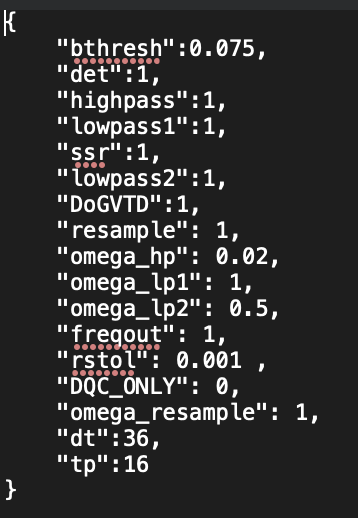 {
"bthresh":0.075,
"det":1,
"highpass":1,
"lowpass1":1,
"ssr":1,
"lowpass2":1,
"DoGVTD":1,
"resample": 1,
"omega_hp": 0.02,
"omega_lp1": 1,
"omega_lp2": 0.5,
"fregout": 1,
"rstol": 0.001 ,
"DQC_ONLY": 0,
"omega_resample": 1,
"dt":36,
"tp":16
}